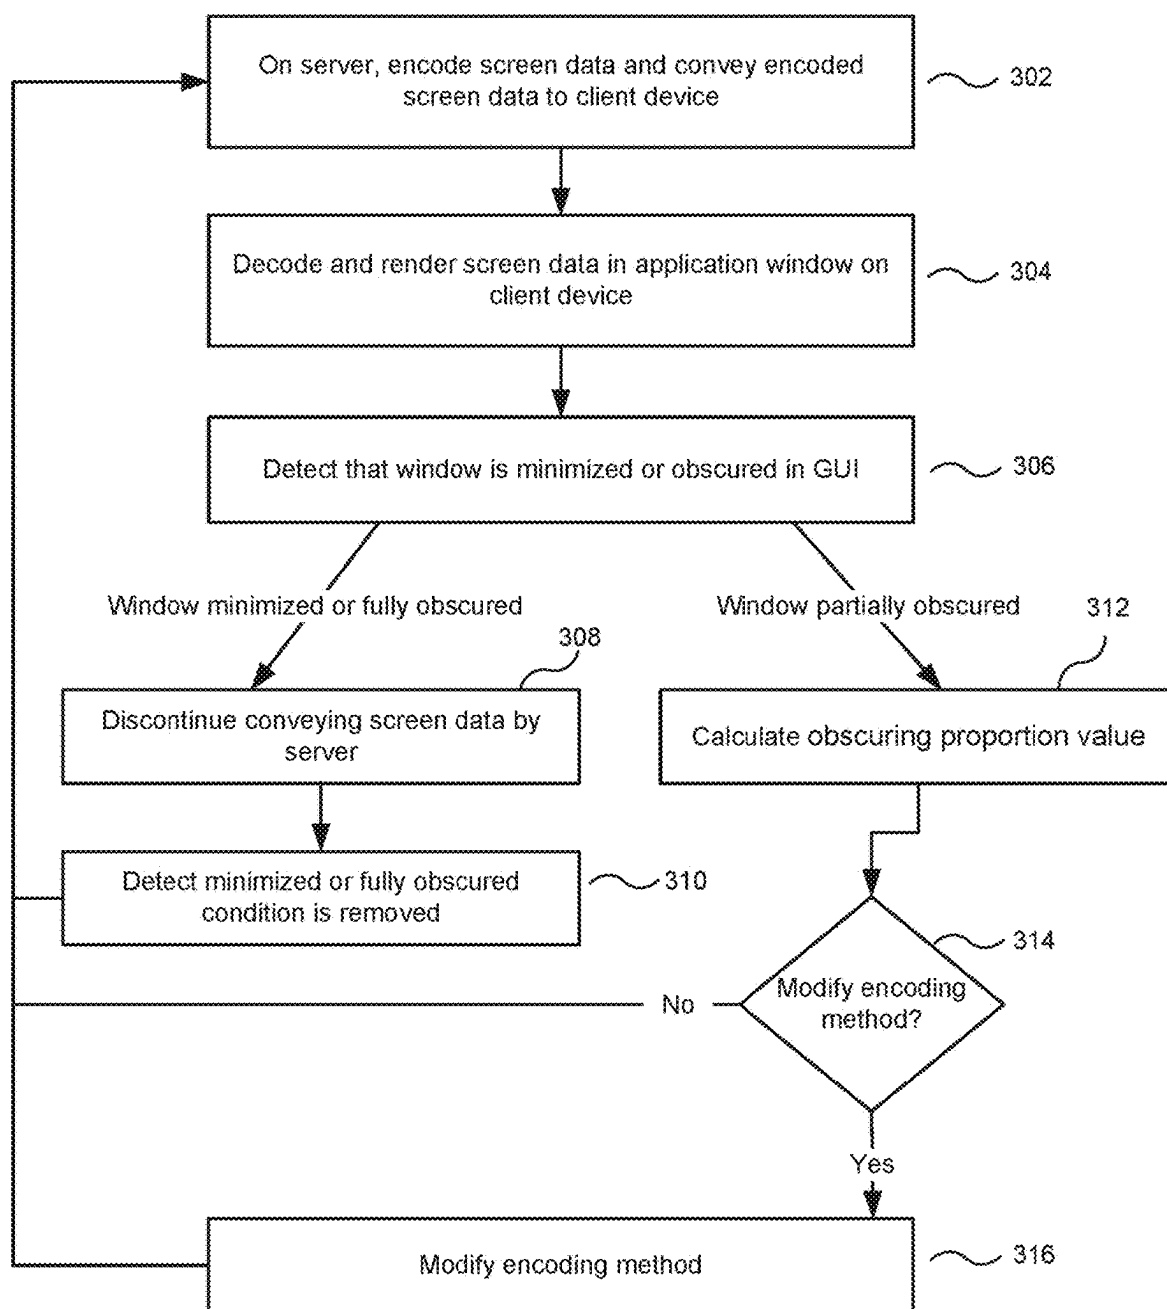 On server, encode screen data and convey encoded
screen data to client device
302
Decode and render screen data in application window on
client device
304
Detect that window is minimized or obscured in GUI
306
Window minimized or fully obscured
Window partially obscured
308
Discontinue conveying screen data by
server
312
Calculate obscuring proportion value
Detect minimized or fully obscured
condition is removed
310
314
Modify encoding
method?
No
Yes
Modify encoding method
316